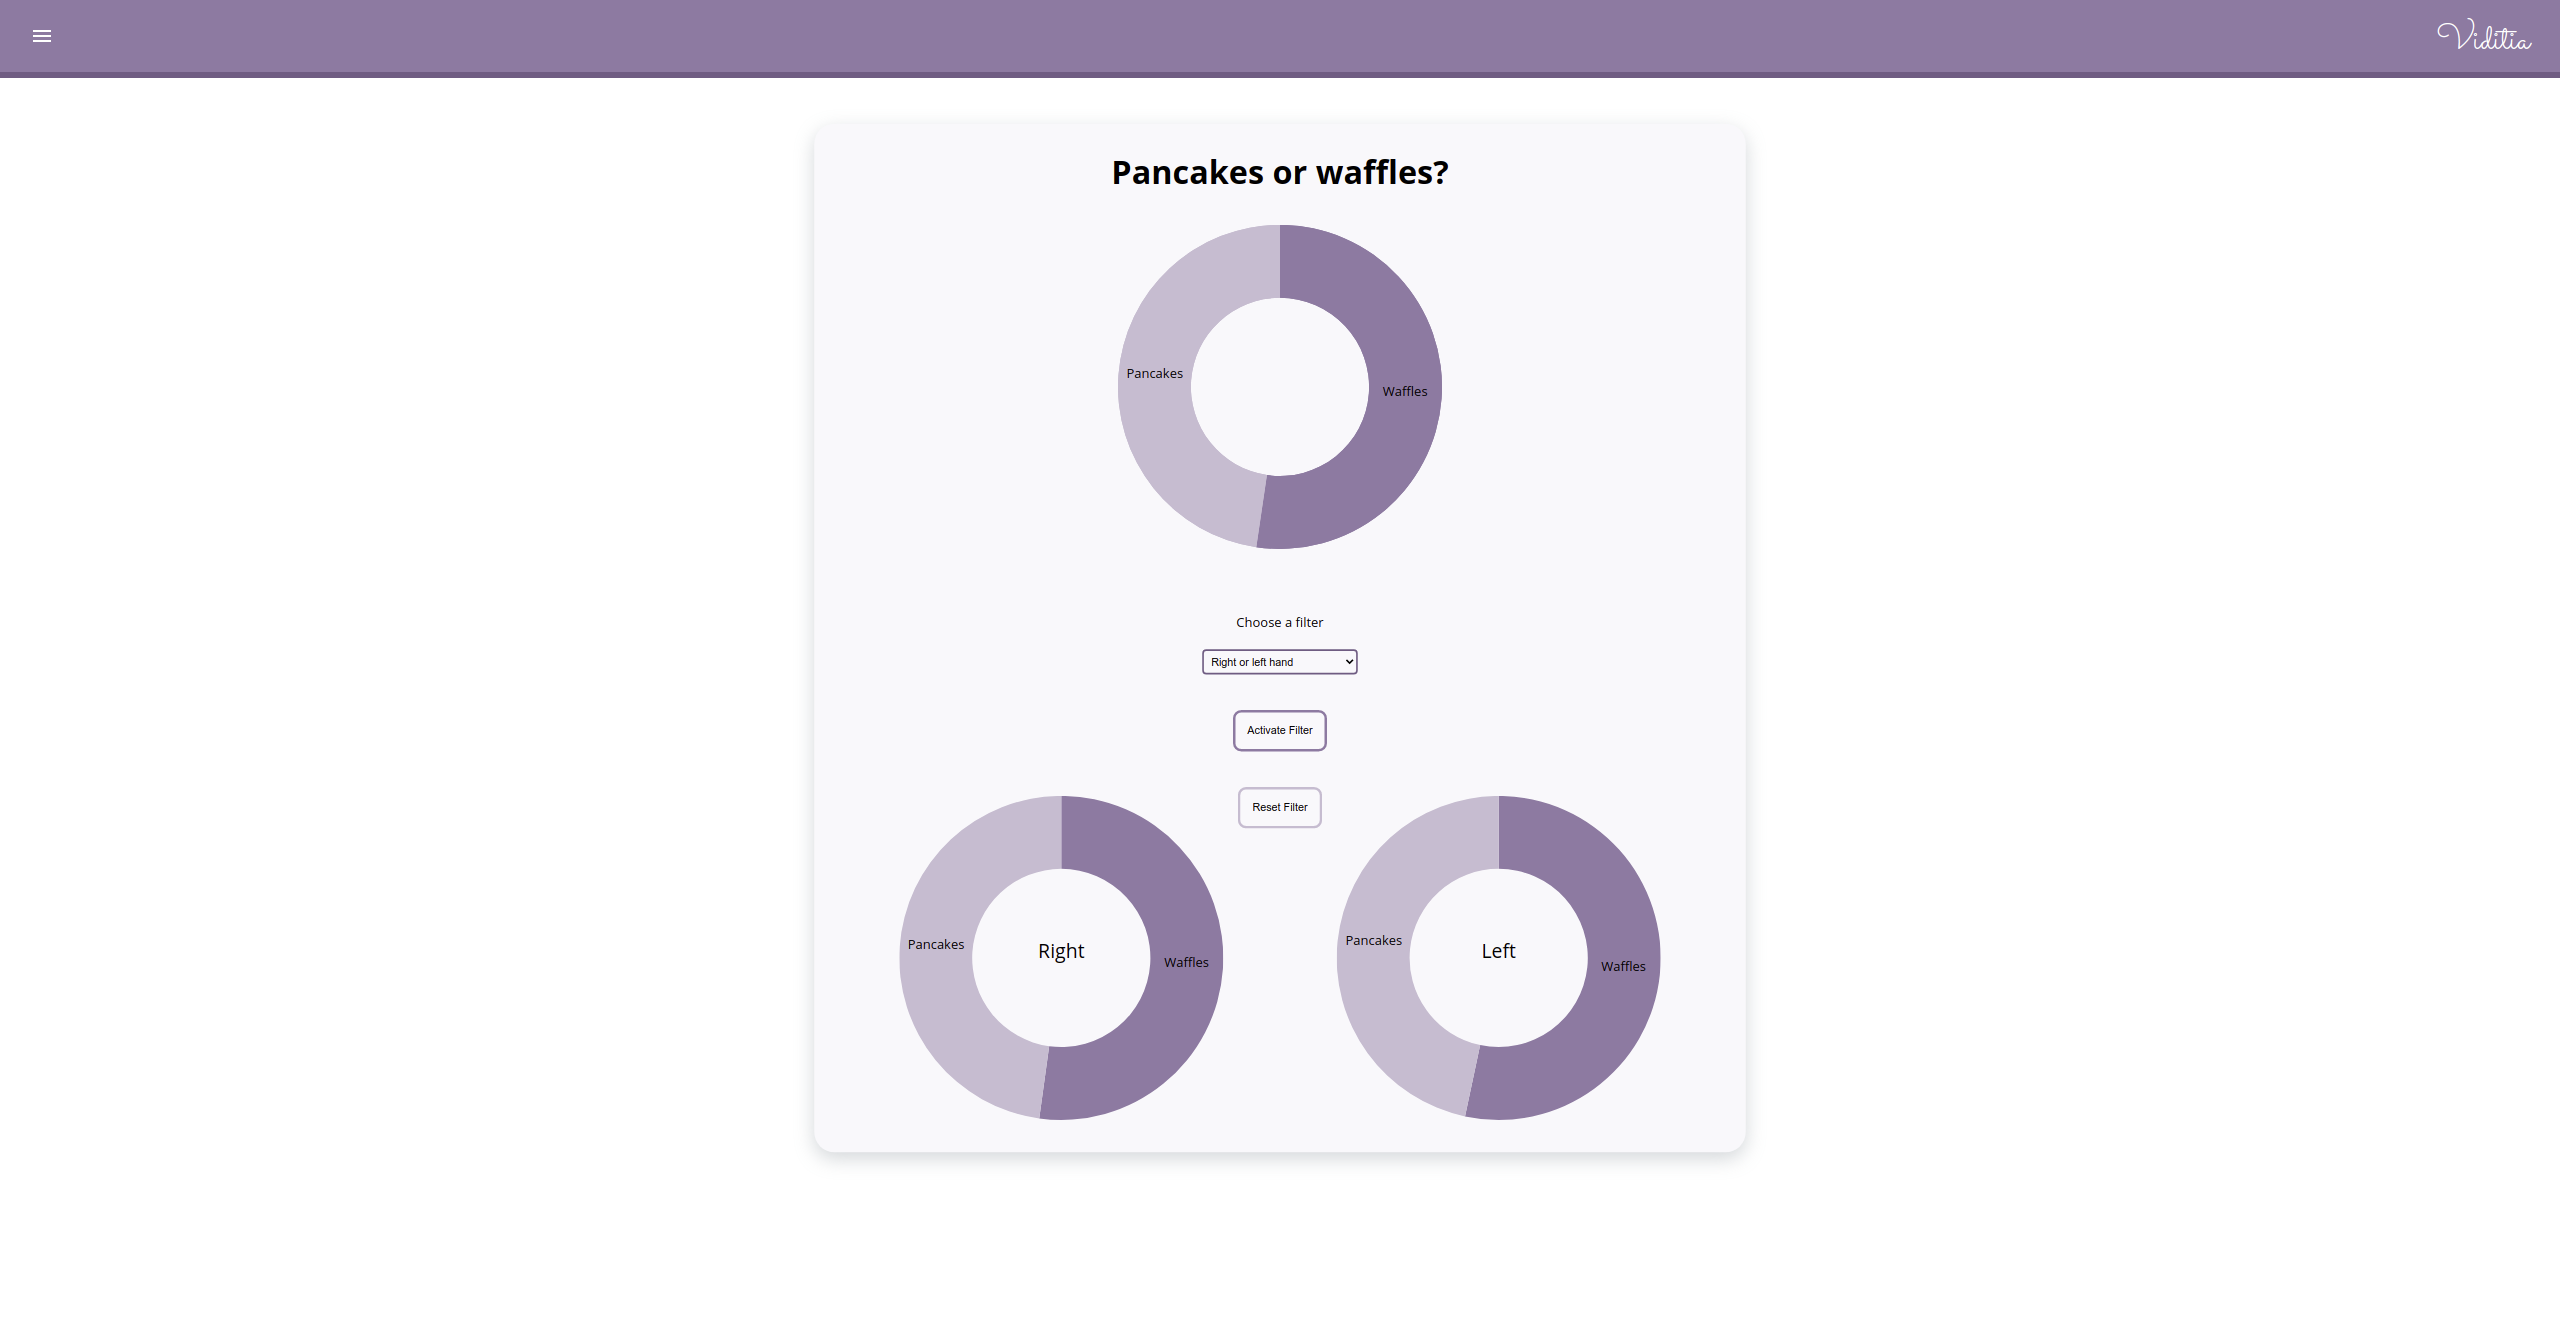 Viditia
Pancakes or waffles?
Pancakes
Waffles
Choose a filter
Right or left hand
Activate Filter
Reset Filter
Pancakes
Right
Waffles
Pancakes
Left
Waffles